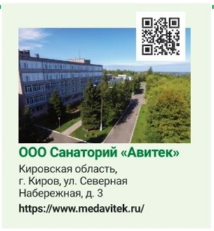 ООО Санаторий «Авитек»
Кировская область,
г. Киров, ул. Северная
Набережная, д. 3
https://www.medavitek.ru/